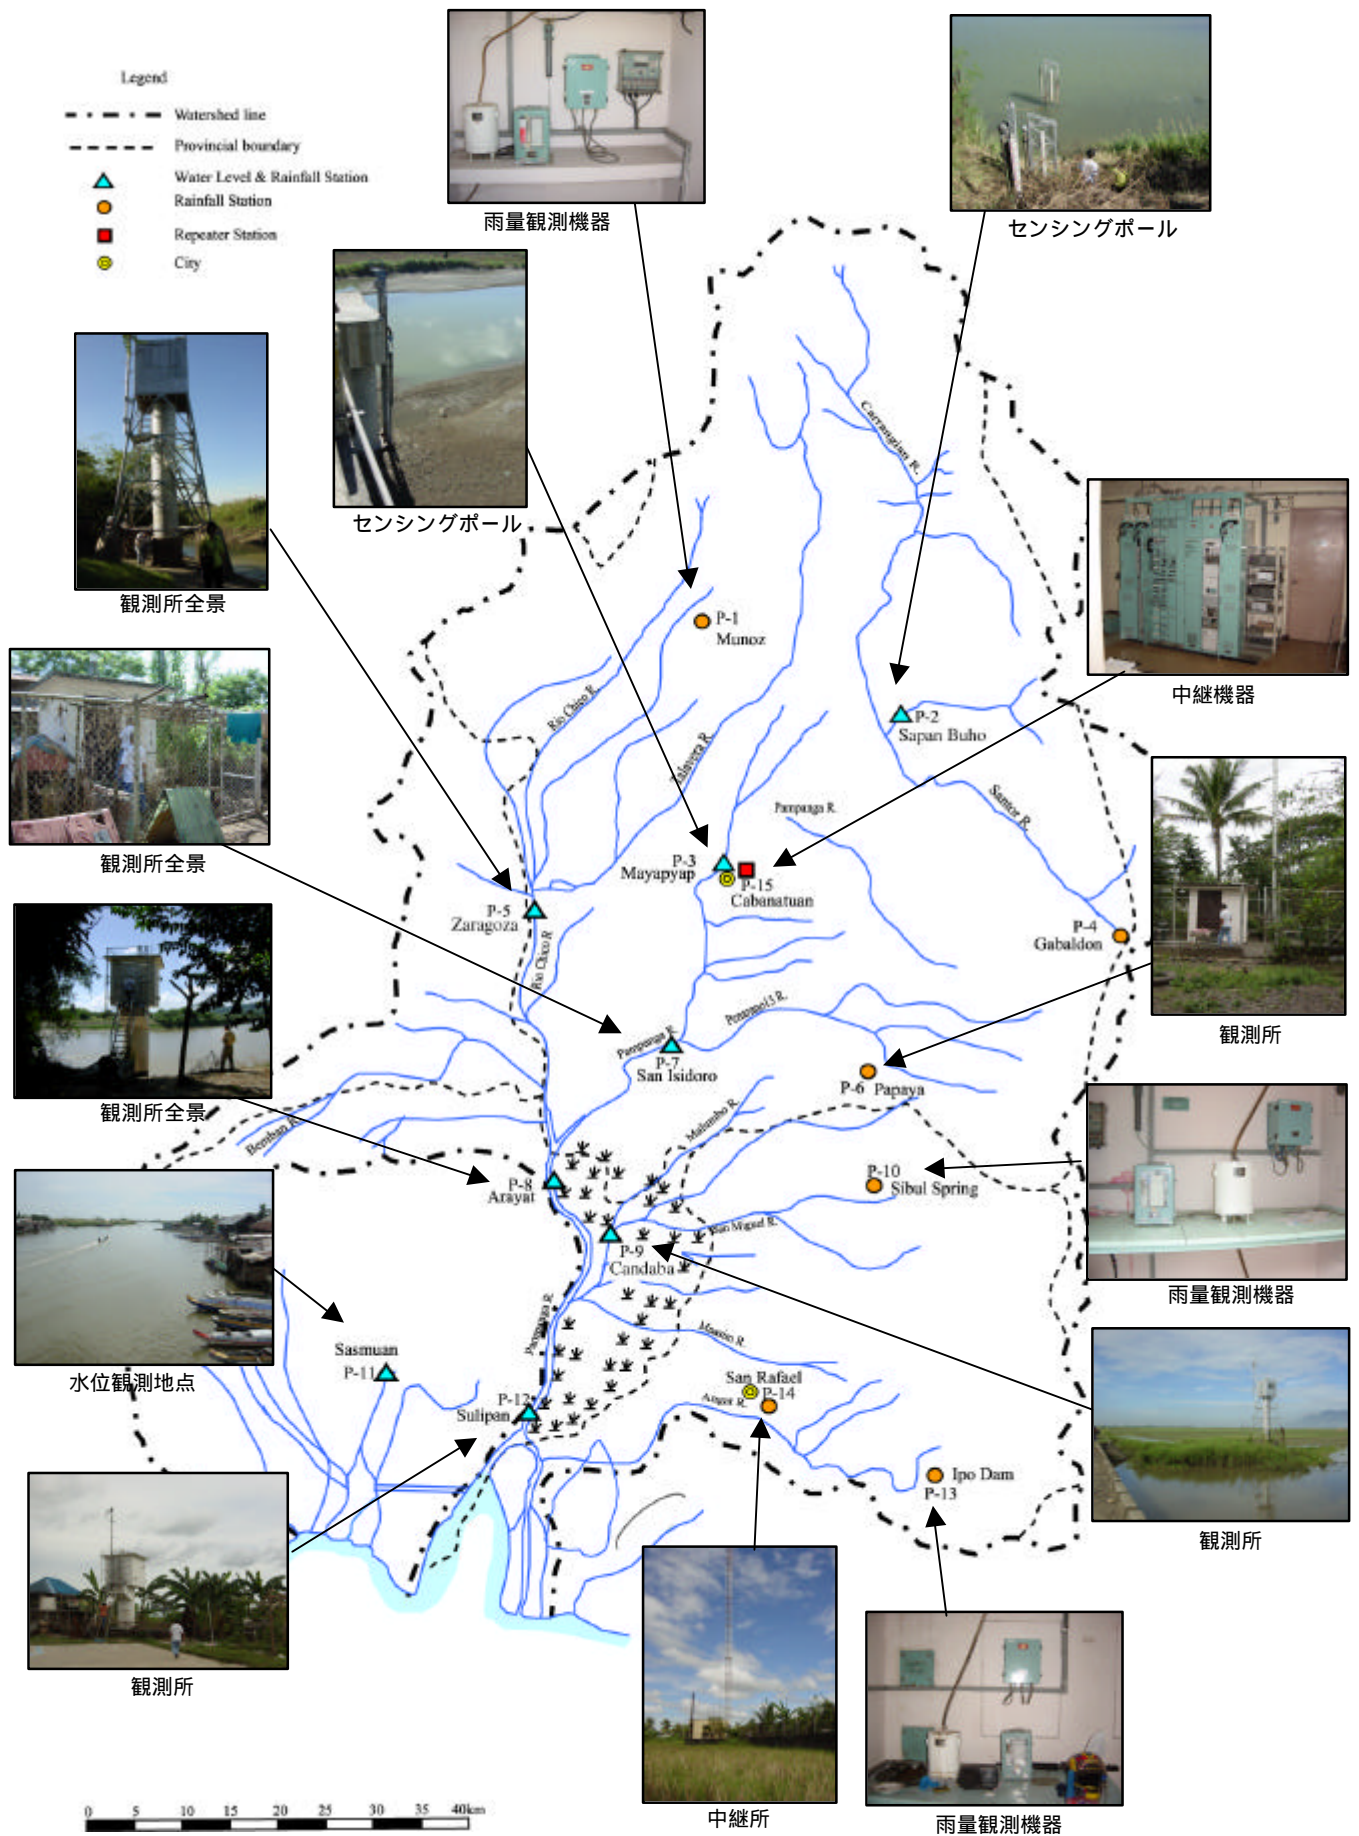 Legend
Watershed line
Provincial boundary
Water Level & Rainfall Station
Rainfall Station
Repeater Station
City
雨量観測機器
センシングポール
センシングポール
観測所全景
中継機器
観測所全景
観測所
観測所全景
雨量観測機器
水位観測地点
観測所
観測所
中継所
雨量観測機器
Carrangian R.
P-1
Munoz
Rio Chico R.
Talavera R.
P-2
Sapan Buho
Santor R.
Pampanga R.
P-3
Mayapyap
P-15
Cabanatuan
P-5
Zaragoza
Rio Chico R.
P-4
Gabaldon
Pampanga R.
P-7
San Isidoro
P-6 Papaya
Bamban R.
P-8
Arayat
P-10
Sibul Spring
San Miguel R.
P-9
Candaba
Pampanga R.
Sasmuan
P-11
P-12
Sulipan
San Rafael
P-14
Angat R.
Ipo Dam
P-13
0 5 10 15 20 25 30 35 40km